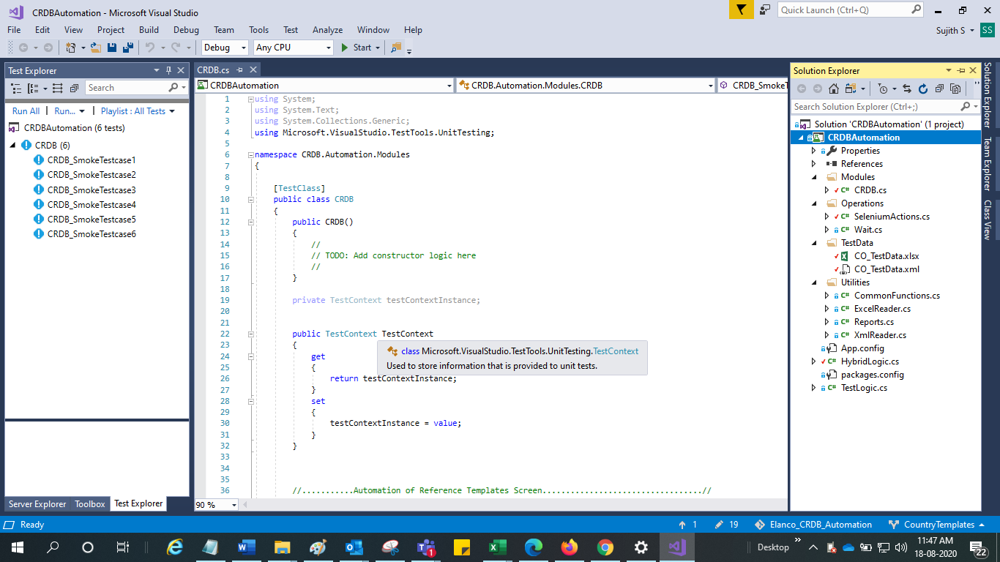 CRDBAutomation - Microsoft Visual Studio
Quick Launch (Ctrl+Q)
File Edit View Project Build Debug Team Tools Test Analyze Window Help
Sujith S SS
Debug Any CPU Start
Test Explorer
Search
Run All | Run... | Playlist : All Tests
CRDBAutomation (6 tests)
CRDB (6)
CRDB_SmokeTestcase1
CRDB_SmokeTestcase2
CRDB_SmokeTestcase3
CRDB_SmokeTestcase4
CRDB_SmokeTestcase5
CRDB_SmokeTestcase6
Server Explorer Toolbox Test Explorer
CRDB.cs
CRDBAutomation CRDB.Automation.Modules.CRDB CRDB_SmokeT
1 using System;
2 using System.Text;
3 using System.Collections.Generic;
4 using Microsoft.VisualStudio.TestTools.UnitTesting;
5
6 namespace CRDB.Automation.Modules
7 {
8
9 [TestClass]
10 public class CRDB
11 {
12 public CRDB()
13 {
14 //
15 // TODO: Add constructor logic here
16 //
17 }
18
19 private TestContext testContextInstance;
20
21
22 public TestContext TestContext
23 {
24 get
25 {
26 return testContextInstance;
27 }
28 set
29 {
30 testContextInstance = value;
31 }
32 }
33
34
35
36 //...........Automation of Reference Templates Screen..................................//
class Microsoft.VisualStudio.TestTools.UnitTesting.TestContext
Used to store information that is provided to unit tests.
90 %
Solution Explorer
Search Solution Explorer (Ctrl+;)
Solution 'CRDBAutomation' (1 project)
CRDBAutomation
Properties
References
Modules
C# CRDB.cs
Operations
C# SeleniumActions.cs
C# Wait.cs
TestData
CO_TestData.xlsx
CO_TestData.xml
Utilities
C# CommonFunctions.cs
C# ExcelReader.cs
C# Reports.cs
C# XmlReader.cs
App.config
C# HybridLogic.cs
packages.config
C# TestLogic.cs
Solution Explorer
Team Explorer
Class View
Ready
1 19 Elanco_CRDB_Automation CountryTemplates
Desktop
11:47 AM
18-08-2020
22
1